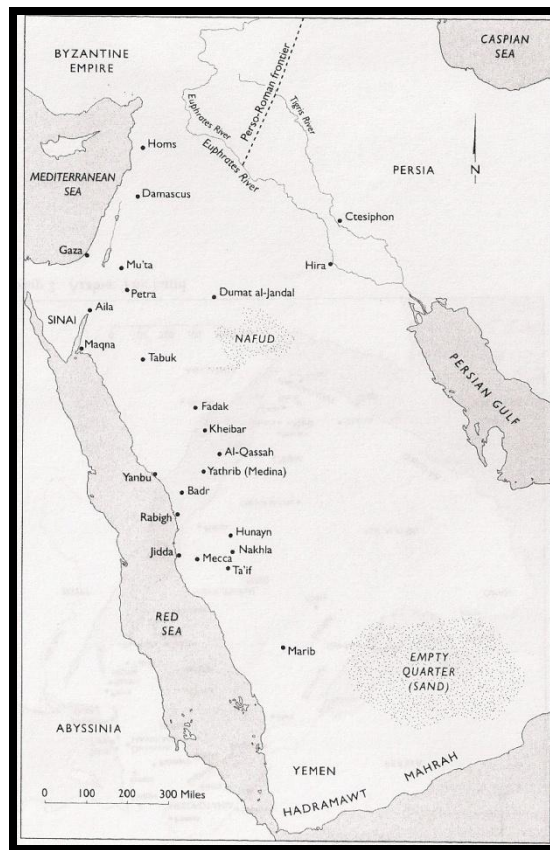 BYZANTINE
EMPIRE
CASPIAN
SEA
Perso-Roman frontier
Euphrates River
Euphrates River
Tigris River
PERSIA
N
Homs
MEDITERRANEAN
SEA
Damascus
Ctesiphon
Gaza
Mu'ta
Hira
Petra
Dumat al-Jandal
Aila
SINAI
Maqna
NAFUD
Tabuk
PERSIAN GULF
Fadak
Kheibar
Al-Qassah
Yathrib (Medina)
Yanbu
Badr
Rabigh
Hunayn
Nakhla
Jidda
Mecca
Ta'if
RED
SEA
Marib
EMPTY
QUARTER
(SAND)
ABYSSINIA
YEMEN
MAHRAH
HADRAMAWT
0 100 200 300 Miles